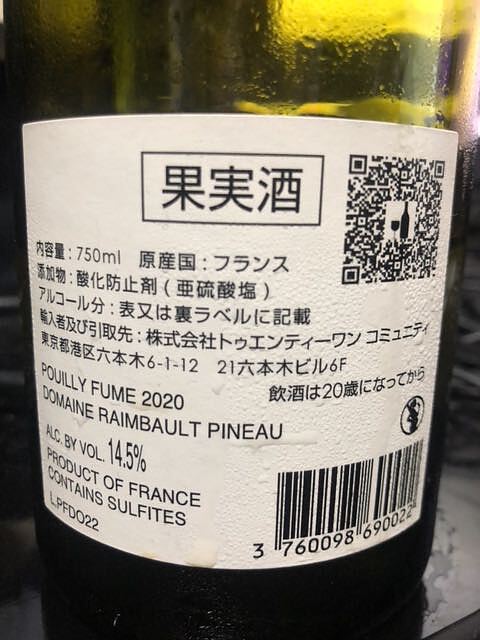 果実酒
内容量：750ml 原産国：フランス
添加物：酸化防止剤(亜硫酸塩)
アルコール分：表又は裏ラベルに記載
輸入者及び引取先：株式会社トゥエンティーワン コミュニティ
東京都港区六本木6-1-12 21六本木ビル6F
飲酒は20歳になってから
POUILLY FUME 2020
DOMAINE RAIMBAULT PINEAU
ALC. BY VOL. 14.5%
PRODUCT OF FRANCE
CONTAINS SULFITES
L.PFDO22
3 760098 690022